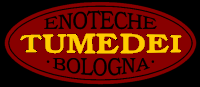 ENOTECHE
TUMEDEI
· BOLOGNA ·